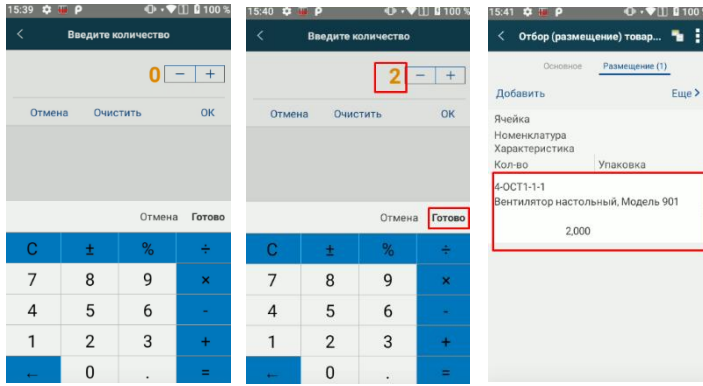 15:39 100 %
Введите количество
0 − +
Отмена Очистить OK
Отмена Готово
C ± % ÷
7 8 9 ×
4 5 6 -
1 2 3 +
← 0 . =
15:40 100 %
Введите количество
2 − +
Отмена Очистить OK
Отмена Готово
C ± % ÷
7 8 9 ×
4 5 6 -
1 2 3 +
← 0 . =
15:41 100
Отбор (размещение) товар...
Основное Размещение (1)
Добавить Еще >
Ячейка
Номенклатура
Характеристика
Кол-во Упаковка
4-ОСТ1-1-1
Вентилятор настольный, Модель 901
2,000